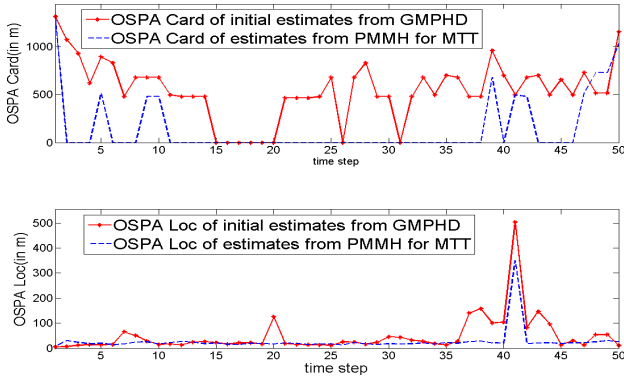 OSPA Card of initial estimates from GMPHD
OSPA Card of estimates from PMMH for MTT
OSPA Card(in m)
1000
500
0
5 10 15 20 25 30 35 40 45 50
time step
OSPA Loc of initial estimates from GMPHD
OSPA Loc of estimates from PMMH for MTT
OSPA Loc(in m)
500
400
300
200
100
0
5 10 15 20 25 30 35 40 45 50
time step